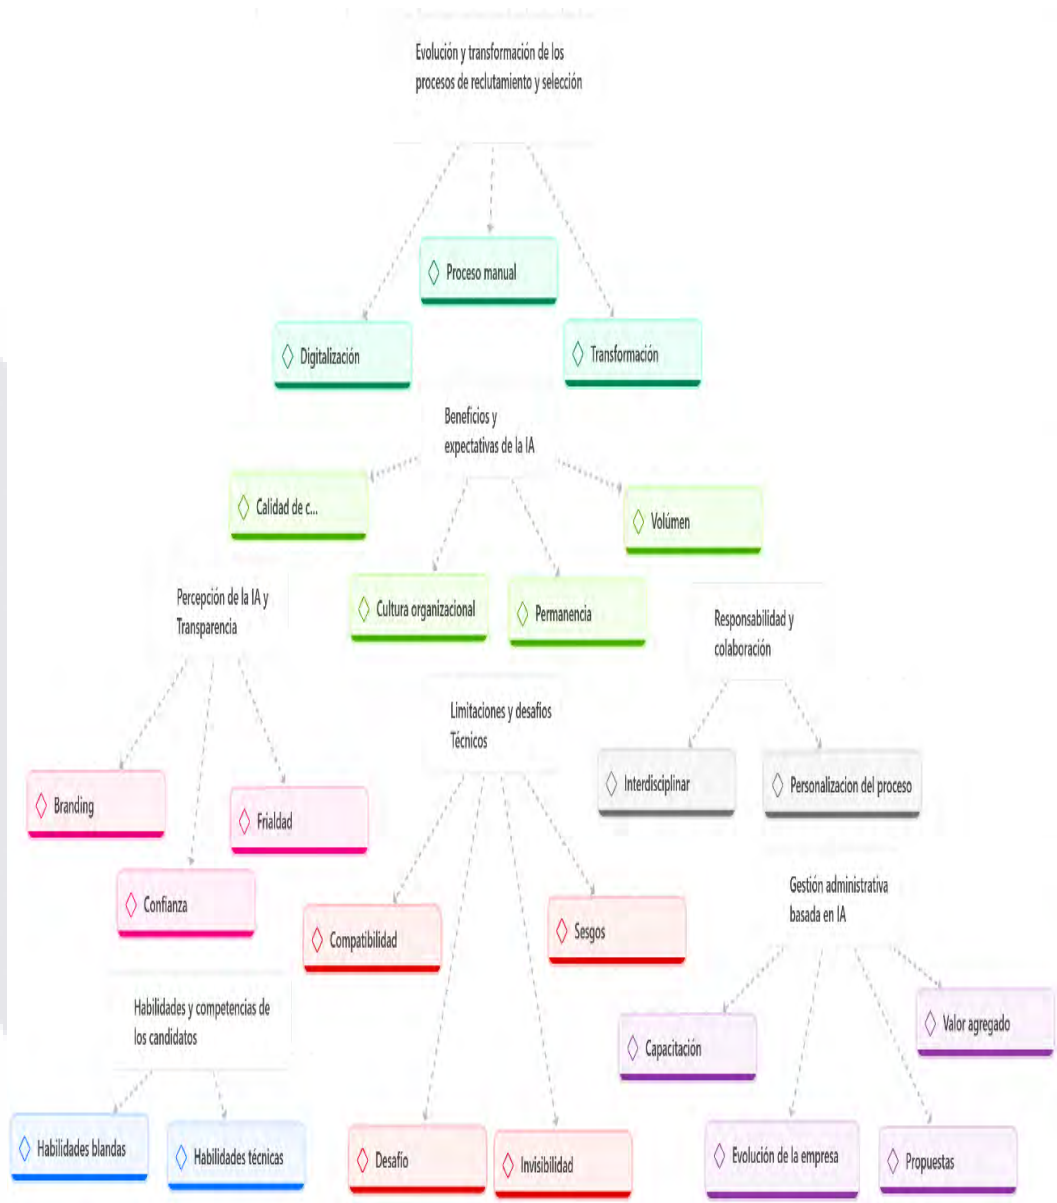 Evolución y transformación de los
procesos de reclutamiento y selección
Proceso manual
Digitalización
Transformación
Beneficios y
expectativas de la IA
Calidad de c...
Volúmen
Cultura organizacional
Permanencia
Percepción de la IA y
Transparencia
Responsabilidad y
colaboración
Limitaciones y desafíos
Técnicos
Interdisciplinar
Personalizacion del proceso
Branding
Frialdad
Confianza
Gestión administrativa
basada en IA
Compatibilidad
Sesgos
Habilidades y competencias de
los candidatos
Capacitación
Valor agregado
Habilidades blandas
Habilidades técnicas
Desafío
Invisibilidad
Evolución de la empresa
Propuestas